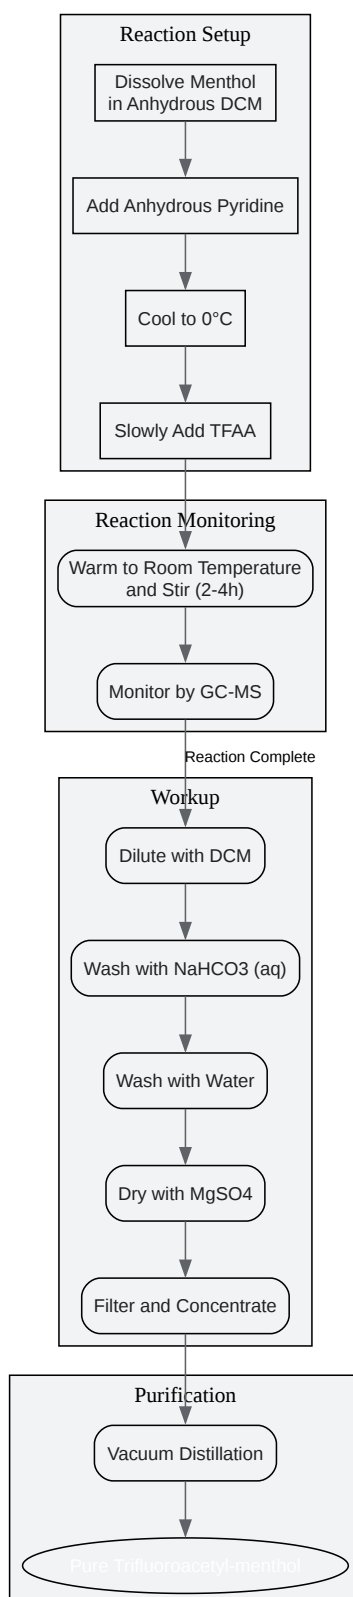 Reaction Setup
Dissolve Menthol
in Anhydrous DCM
Add Anhydrous Pyridine
Cool to 0°C
Slowly Add TFAA
Reaction Monitoring
Warm to Room Temperature
and Stir (2-4h)
Monitor by GC-MS
Reaction Complete
Workup
Dilute with DCM
Wash with NaHCO3 (aq)
Wash with Water
Dry with MgSO4
Filter and Concentrate
Purification
Vacuum Distillation
Pure Trifluoroacetyl-menthol